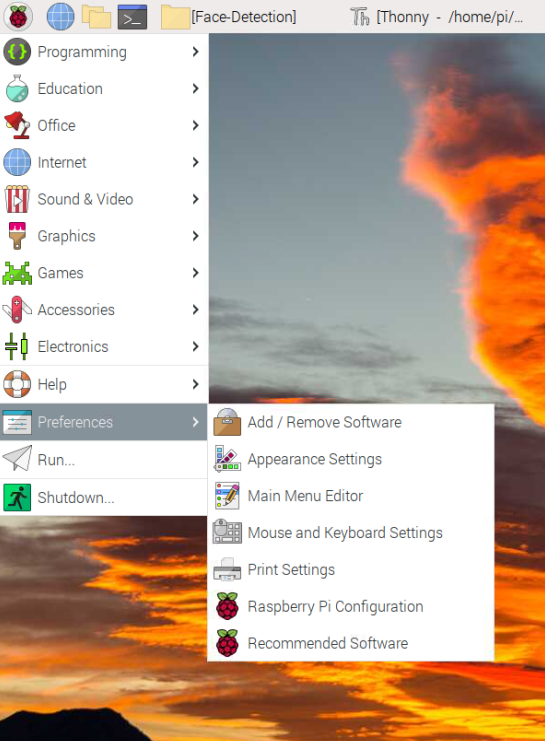 [Face-Detection]
[Thonny - /home/pi/...
Programming
Education
Office
Internet
Sound & Video
Graphics
Games
Accessories
Electronics
Help
Preferences
Run...
Shutdown...
Add / Remove Software
Appearance Settings
Main Menu Editor
Mouse and Keyboard Settings
Print Settings
Raspberry Pi Configuration
Recommended Software